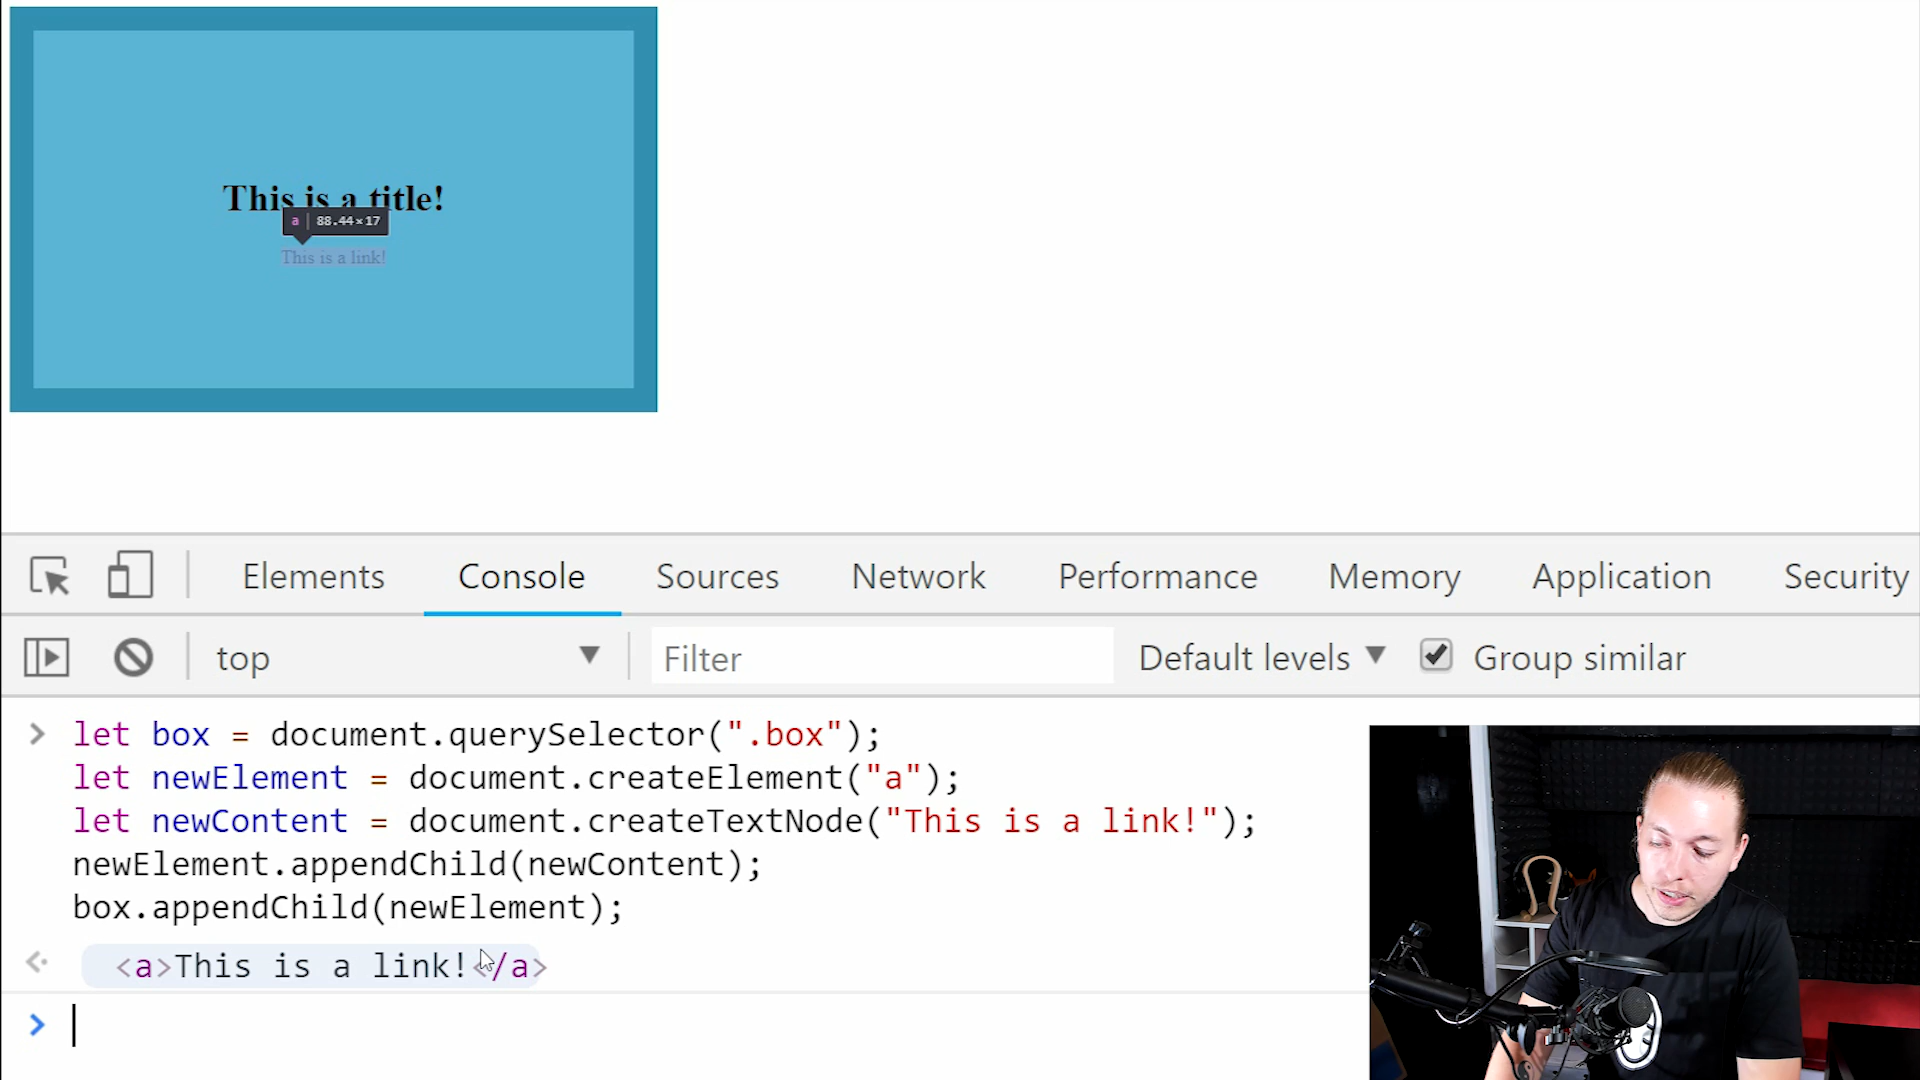 This is a title!
a 88.44×17
This is a link!
Elements Console Sources Network Performance Memory Application Security
top Filter Default levels Group similar
let box = document.querySelector(".box");
let newElement = document.createElement("a");
let newContent = document.createTextNode("This is a link!");
newElement.appendChild(newContent);
box.appendChild(newElement);
<a>This is a link!</a>